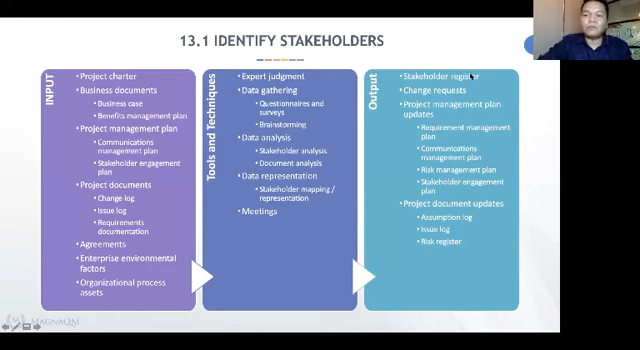 13.1 IDENTIFY STAKEHOLDERS
INPUT
• Project charter
• Business documents
• Business case
• Benefits management plan
• Project management plan
• Communications
management plan
• Stakeholder engagement
plan
• Project documents
• Change log
• Issue log
• Requirements
documentation
• Agreements
• Enterprise environmental
factors
• Organizational process
assets
Tools and Techniques
• Expert judgment
• Data gathering
• Questionnaires and
surveys
• Brainstorming
• Data analysis
• Stakeholder analysis
• Document analysis
• Data representation
• Stakeholder mapping /
representation
• Meetings
Output
• Stakeholder register
• Change requests
• Project management plan
updates
• Requirement management
plan
• Communications
management plan
• Risk management plan
• Stakeholder engagement
plan
• Project document updates
• Assumption log
• Issue log
• Risk register
MAGNAQM